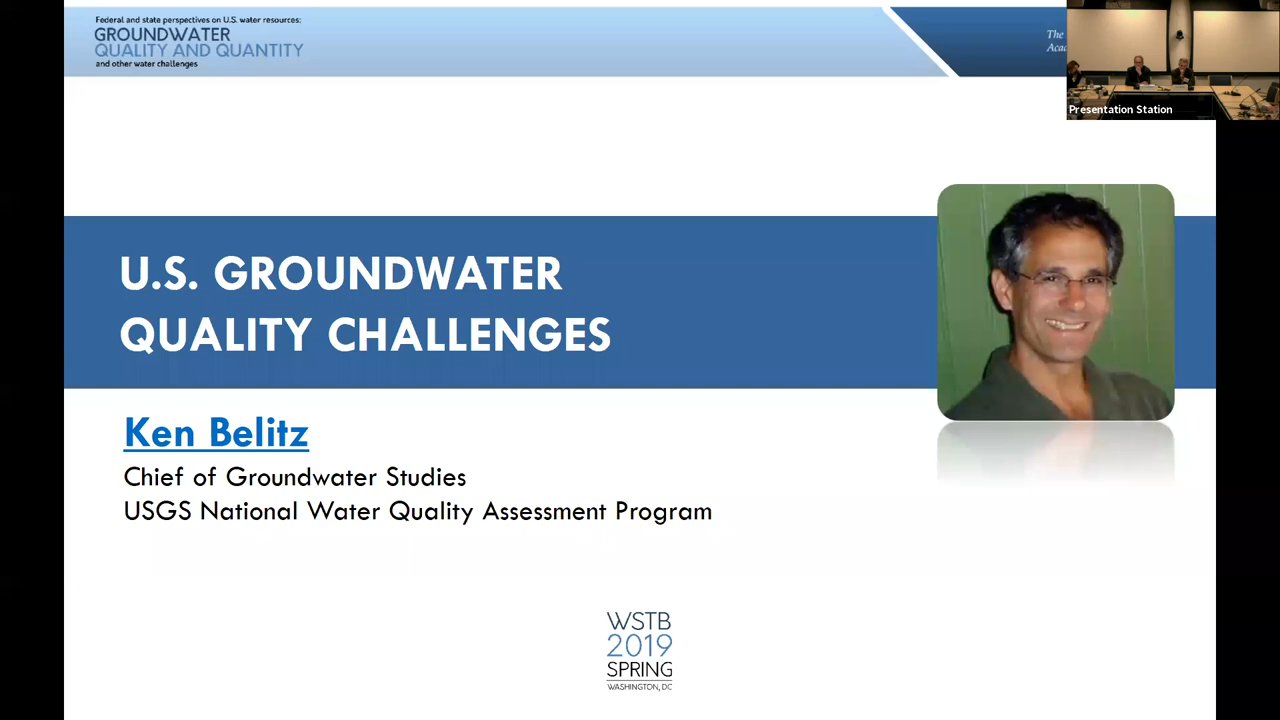 Federal and state perspectives on U.S. water resources:
GROUNDWATER
QUALITY AND QUANTITY
and other water challenges
The
Presentation Station
U.S. GROUNDWATER
QUALITY CHALLENGES
Ken Belitz
Chief of Groundwater Studies
USGS National Water Quality Assessment Program
WSTB
2019
SPRING
WASHINGTON, DC